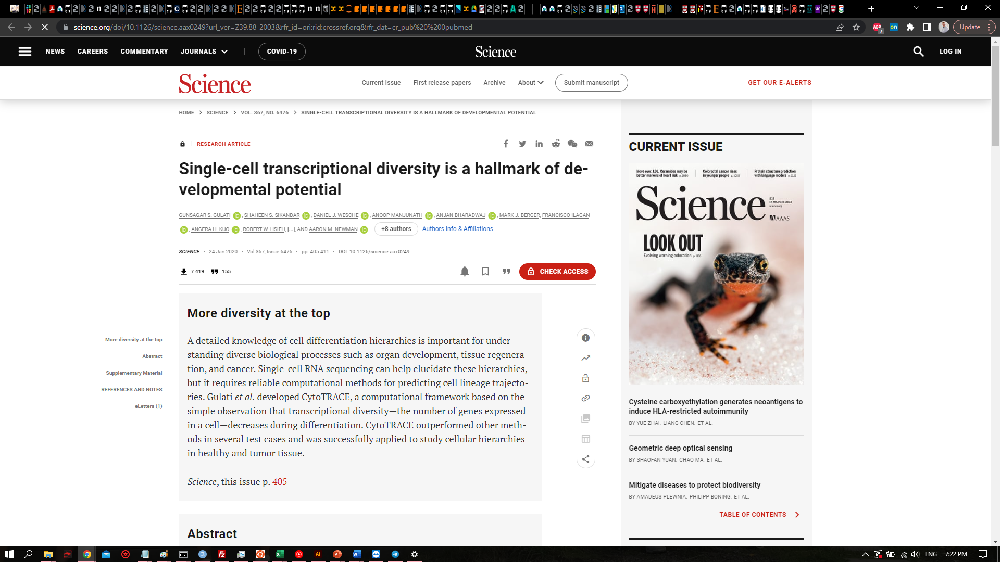 science.org/doi/10.1126/science.aax0249?url_ver=Z39.88-2003&rfr_id=ori:rid:crossref.org&rfr_dat=cr_pub%20%200pubmed
ABP
7
on
Update
NEWS
CAREERS
COMMENTARY
JOURNALS
COVID-19
Science
LOG IN
Science
Current Issue
First release papers
Archive
About
Submit manuscript
GET OUR E-ALERTS
HOME > SCIENCE > VOL. 367, NO. 6476 > SINGLE-CELL TRANSCRIPTIONAL DIVERSITY IS A HALLMARK OF DEVELOPMENTAL POTENTIAL
RESEARCH ARTICLE
Single-cell transcriptional diversity is a hallmark of de-
velopmental potential
GUNSAGAR S. GULATI, SHAHEEN S. SIKANDAR, DANIEL J. WESCHE, ANOOP MANJUNATH, ANJAN BHARADWAJ, MARK J. BERGER, FRANCISCO ILAGAN
, ANGERA H. KUO, ROBERT W. HSIEH, [...], AND AARON M. NEWMAN +8 authors Authors Info & Affiliations
SCIENCE • 24 Jan 2020 • Vol 367, Issue 6476 • pp. 405-411 • DOI: 10.1126/science.aax0249
7 419
155
CHECK ACCESS
More diversity at the top
A detailed knowledge of cell differentiation hierarchies is important for under-
standing diverse biological processes such as organ development, tissue regenera-
tion, and cancer. Single-cell RNA sequencing can help elucidate these hierarchies,
but it requires reliable computational methods for predicting cell lineage trajecto-
ries. Gulati et al. developed CytoTRACE, a computational framework based on the
simple observation that transcriptional diversity—the number of genes expressed
in a cell—decreases during differentiation. CytoTRACE outperformed other meth-
ods in several test cases and was successfully applied to study cellular hierarchies
in healthy and tumor tissue.
Science, this issue p. 405
Abstract
More diversity at the top
Abstract
Supplementary Material
REFERENCES AND NOTES
eLetters (1)
CURRENT ISSUE
Move over, LDL. Ceramides may be
better markers of heart risk p. 1080
Colorectal cancer rises
in younger people p. 1088
Protein structure prediction
with language models p. 1123
Science
$15
17 MARCH 2023
science.org
AAAS
LOOK OUT
Evolving warning coloration p. 1136
Cysteine carboxyethylation generates neoantigens to
induce HLA-restricted autoimmunity
BY YUE ZHAI, LIANG CHEN, ET AL.
Geometric deep optical sensing
BY SHAOFAN YUAN, CHAO MA, ET AL.
Mitigate diseases to protect biodiversity
BY AMADEUS PLEWNIA, PHILIPP BÖNING, ET AL.
TABLE OF CONTENTS
ENG
7:22 PM